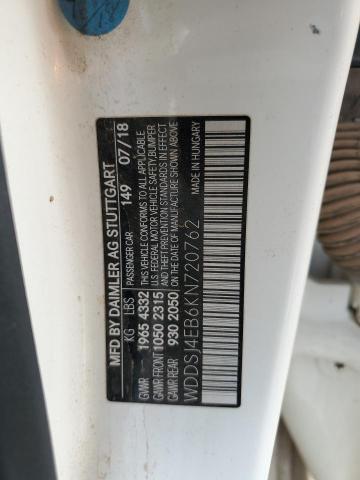 MFD BY DAIMLER AG STUTTGART
KG LBS PASSENGER CAR 149 07/18
GVWR 1965 4332 THIS VEHICLE CONFORMS TO ALL APPLICABLE
GAWR FRONT 1050 2315 U.S. FEDERAL MOTOR VEHICLE SAFETY, BUMPER
AND THEFT PREVENTION STANDARDS IN EFFECT
GAWR REAR 930 2050 ON THE DATE OF MANUFACTURE SHOWN ABOVE
MADE IN HUNGARY
WDDSJ4EB6KN720762